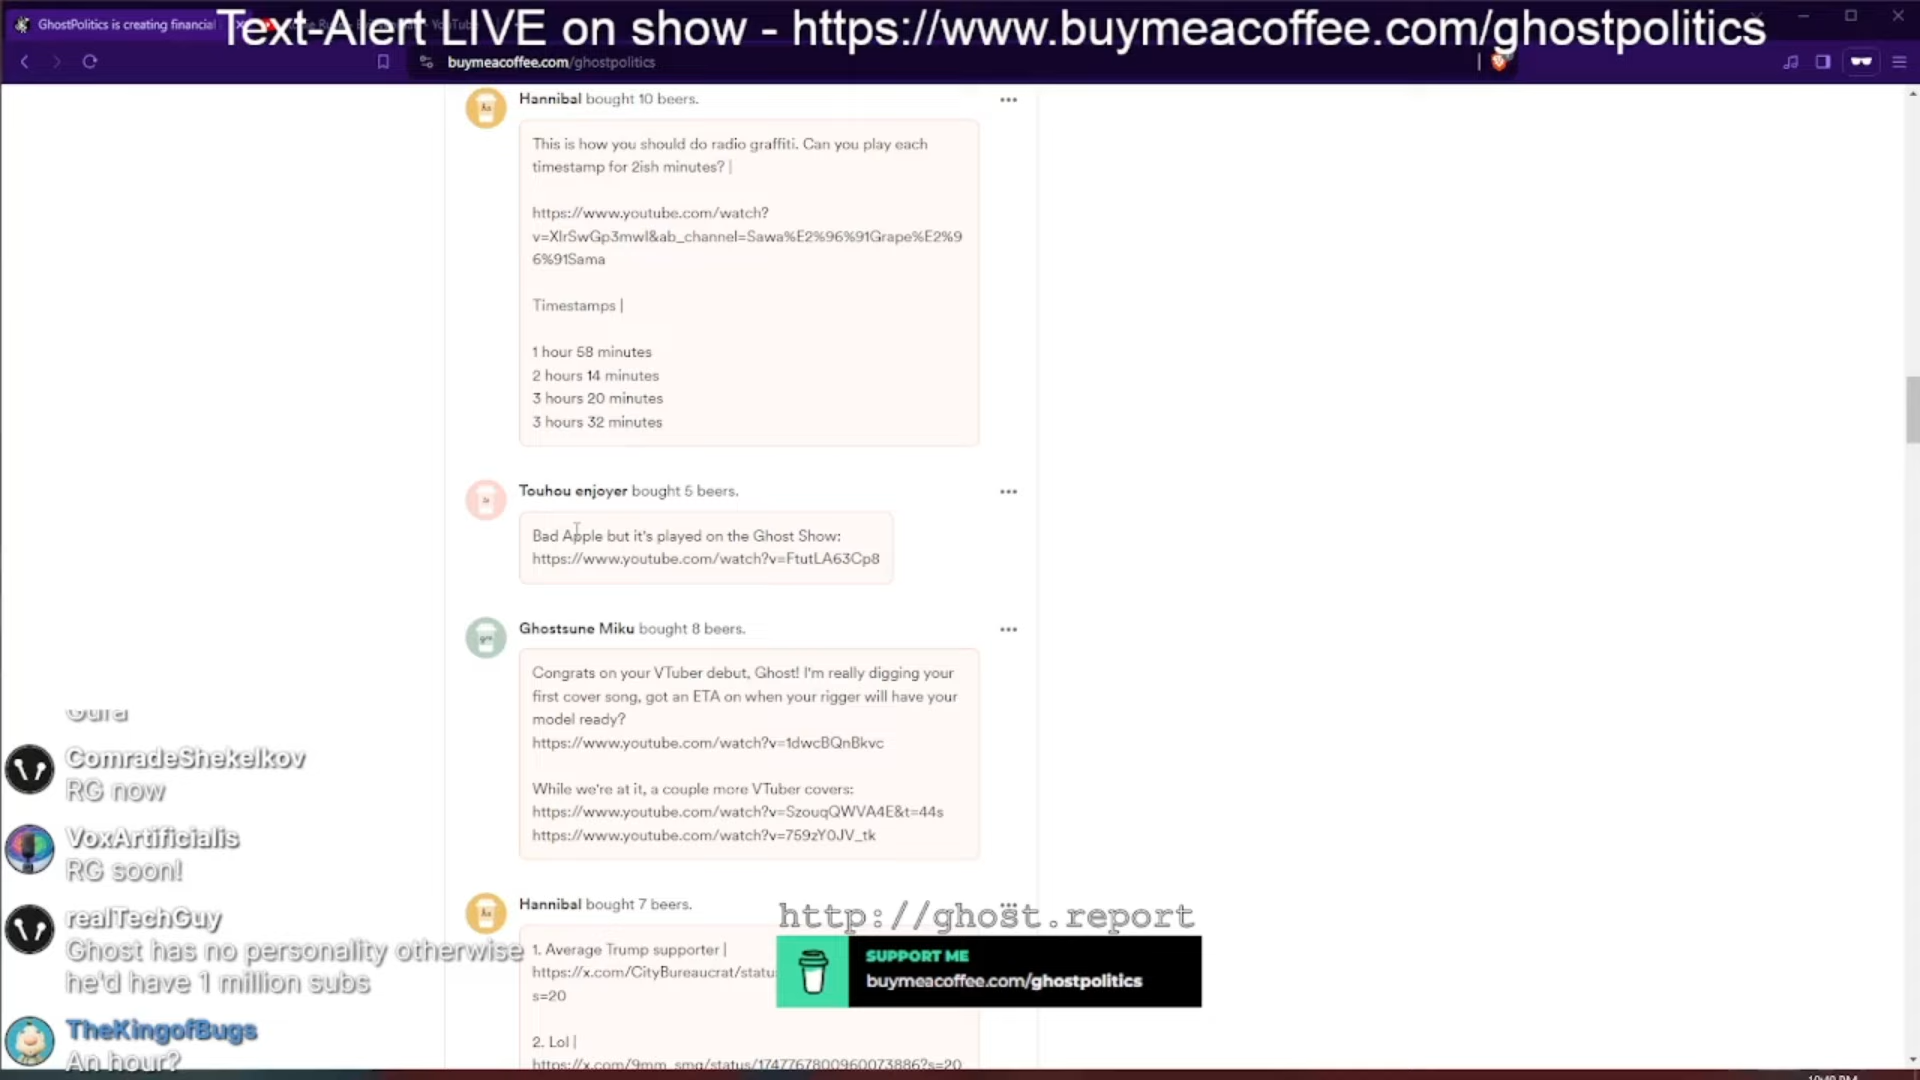 GhostPolitics is creating financial
Text-Alert LIVE on show - https://www.buymeacoffee.com/ghostpolitics
buymeacoffee.com/ghostpolitics
Hannibal bought 10 beers.
This is how you should do radio graffiti. Can you play each
timestamp for 2ish minutes? |
https://www.youtube.com/watch?
v=XlrSwGp3mwI&ab_channel=Sawa%E2%96%91Grape%E2%9
6%91Sama
Timestamps |
1 hour 58 minutes
2 hours 14 minutes
3 hours 20 minutes
3 hours 32 minutes
Touhou enjoyer bought 5 beers.
Bad Apple but it's played on the Ghost Show:
https://www.youtube.com/watch?v=FtutLA63Cp8
Ghostsune Miku bought 8 beers.
Congrats on your VTuber debut, Ghost! I'm really digging your
first cover song, got an ETA on when your rigger will have your
model ready?
https://www.youtube.com/watch?v=1dwcBQnBkvc
While we're at it, a couple more VTuber covers:
https://www.youtube.com/watch?v=SzouqQWVA4E&t=44s
https://www.youtube.com/watch?v=759zY0JV_tk
Hannibal bought 7 beers.
1. Average Trump supporter |
https://x.com/CityBureaucrat/statu
s=20
2. Lol |
https://x.com/9mm_smg/status/1747767800960073886?s=20
Gura
ComradeShekelkov
RG now
VoxArtificialis
RG soon!
realTechGuy
Ghost has no personality otherwise
he'd have 1 million subs
TheKingofBugs
An hour?
http://ghost.report
SUPPORT ME
buymeacoffee.com/ghostpolitics